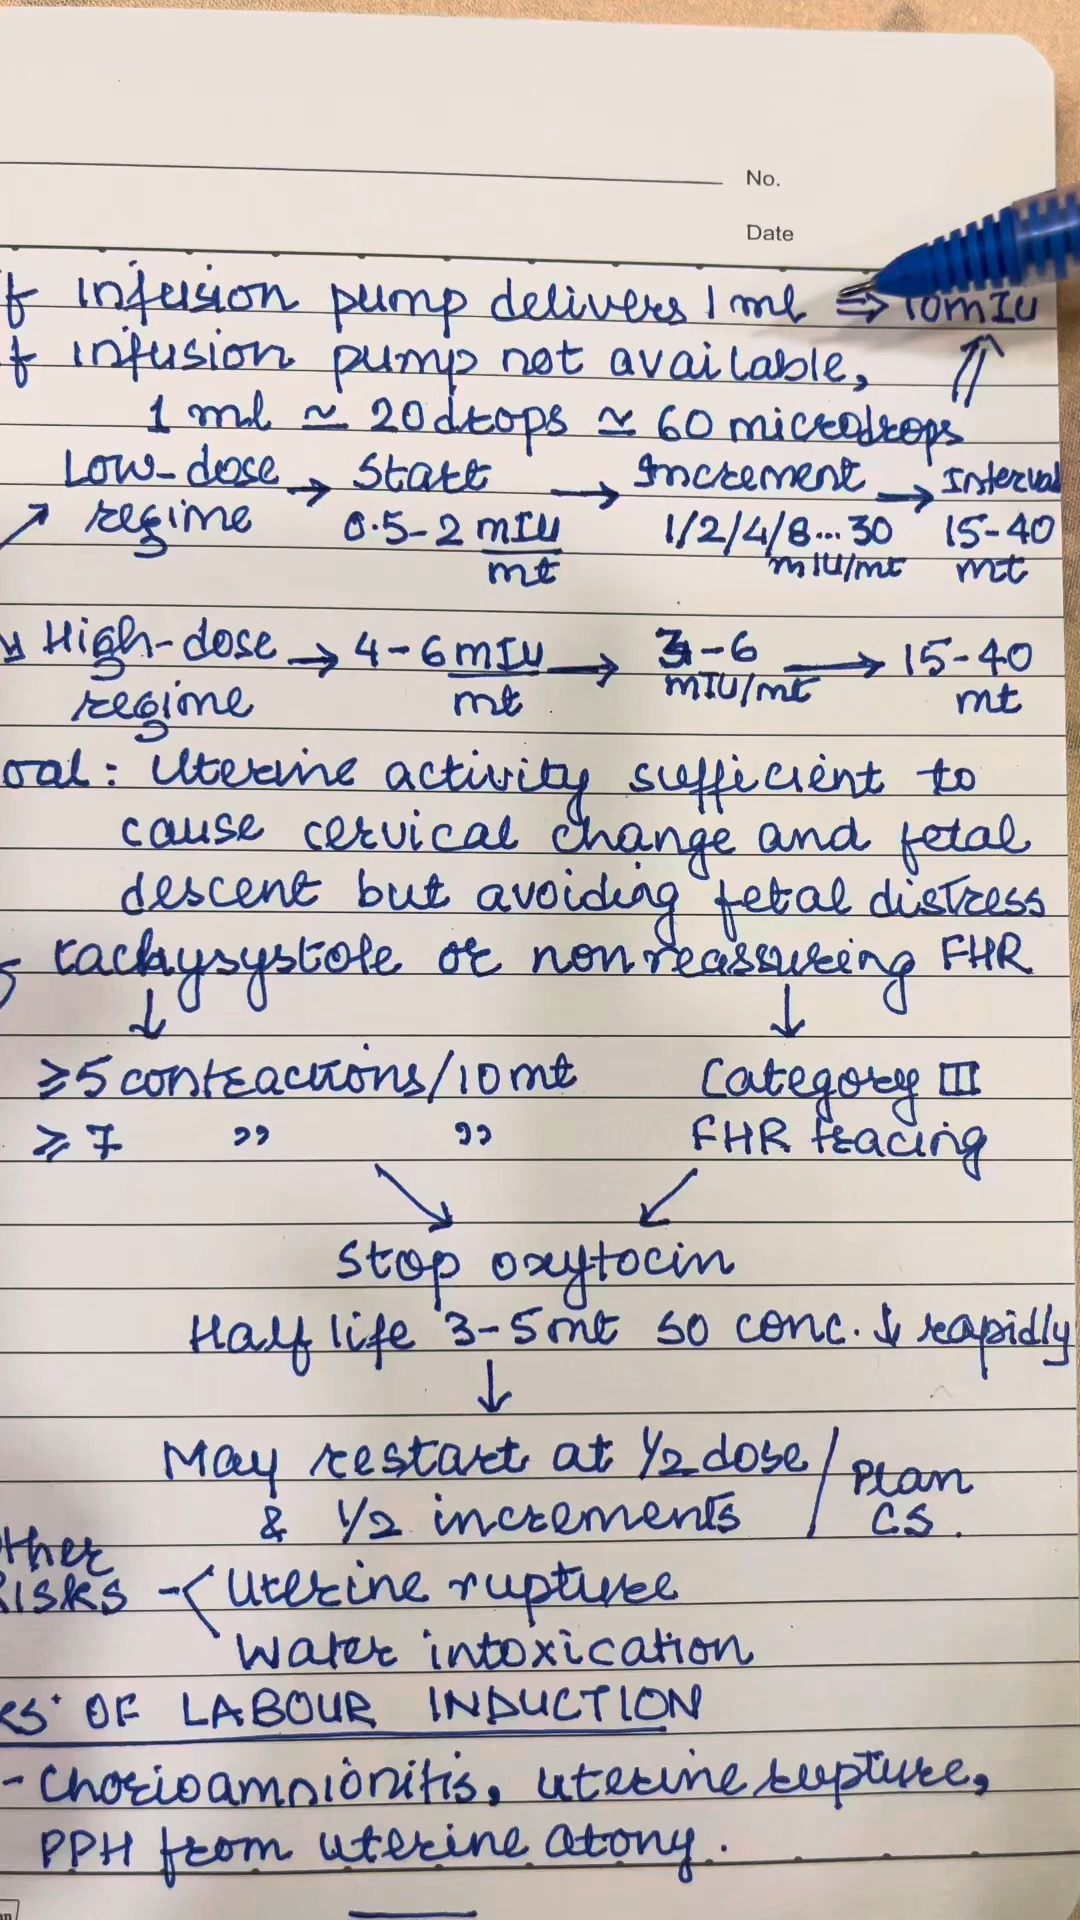 No.
Date
f infusion pump delivers 1 ml ⇒ 10mIU
f infusion pump not available,
1 ml ≃ 20 drops ≃ 60 microdrops
Low-dose regime → Start 0.5-2 mIU/mt → Increment 1/2/4/8...30 mIU/mt → Interval 15-40 mt
High-dose regime → 4-6 mIU/mt → 3-6 mIU/mt → 15-40 mt
oal: Uterine activity sufficient to
cause cervical change and fetal
descent but avoiding fetal distress
tachysystole or nonreassuring FHR
↓ ↓
≥5 contractions/10mt Category III
≥7 " " FHR tracing
Stop oxytocin
Half life 3-5mt so conc. ↓ rapidly
↓
May restart at 1/2 dose / Plan
& 1/2 increments / CS.
ther
Risks -< Uterine rupture
Water intoxication
ES OF LABOUR INDUCTION
- Chorioamnionitis, uterine rupture,
PPH from uterine atony.